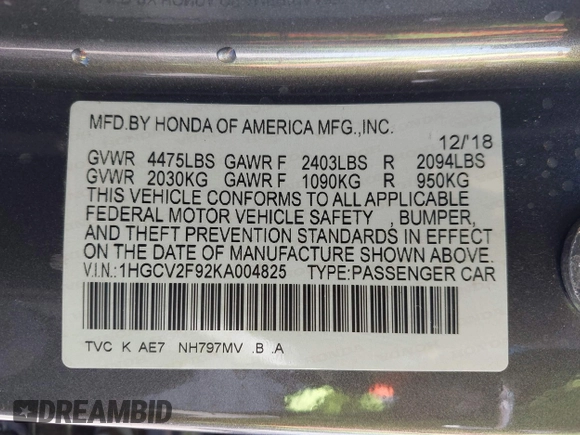 MFD.BY HONDA OF AMERICA MFG.,INC.
12/'18
GVWR 4475LBS GAWR F 2403LBS R 2094LBS
GVWR 2030KG GAWR F 1090KG R 950KG
THIS VEHICLE CONFORMS TO ALL APPLICABLE
FEDERAL MOTOR VEHICLE SAFETY , BUMPER,
AND THEFT PREVENTION STANDARDS IN EFFECT
ON THE DATE OF MANUFACTURE SHOWN ABOVE.
V.I.N.:1HGCV2F92KA004825 TYPE:PASSENGER CAR
TVC K AE7 NH797MV .B .A
DREAMBID